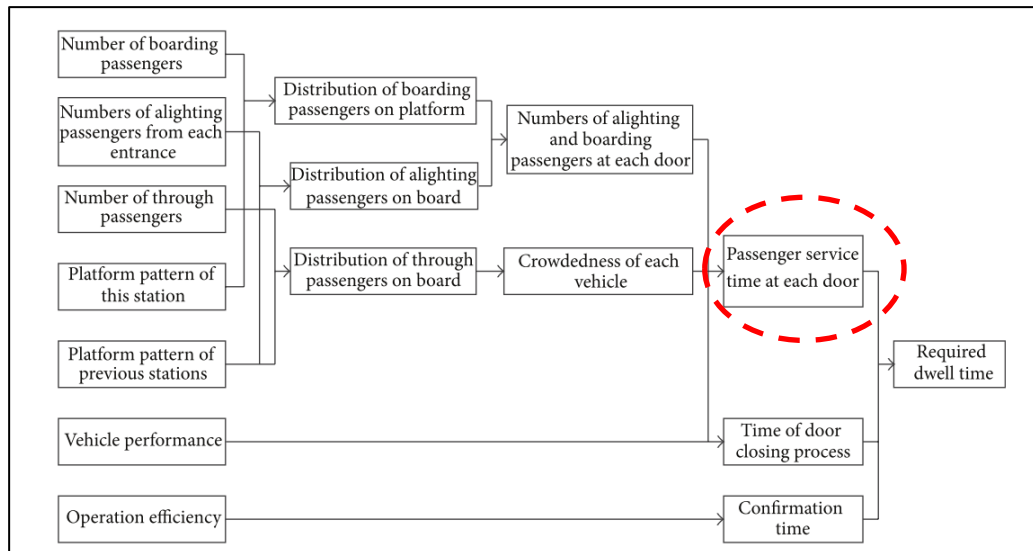 Number of boarding
passengers
Numbers of alighting
passengers from each
entrance
Number of through
passengers
Platform pattern of
this station
Platform pattern of
previous stations
Vehicle performance
Operation efficiency
Distribution of boarding
passengers on platform
Distribution of alighting
passengers on board
Distribution of through
passengers on board
Numbers of alighting
and boarding
passengers at each door
Crowdedness of each
vehicle
Passenger service
time at each door
Time of door
closing process
Confirmation
time
Required
dwell time